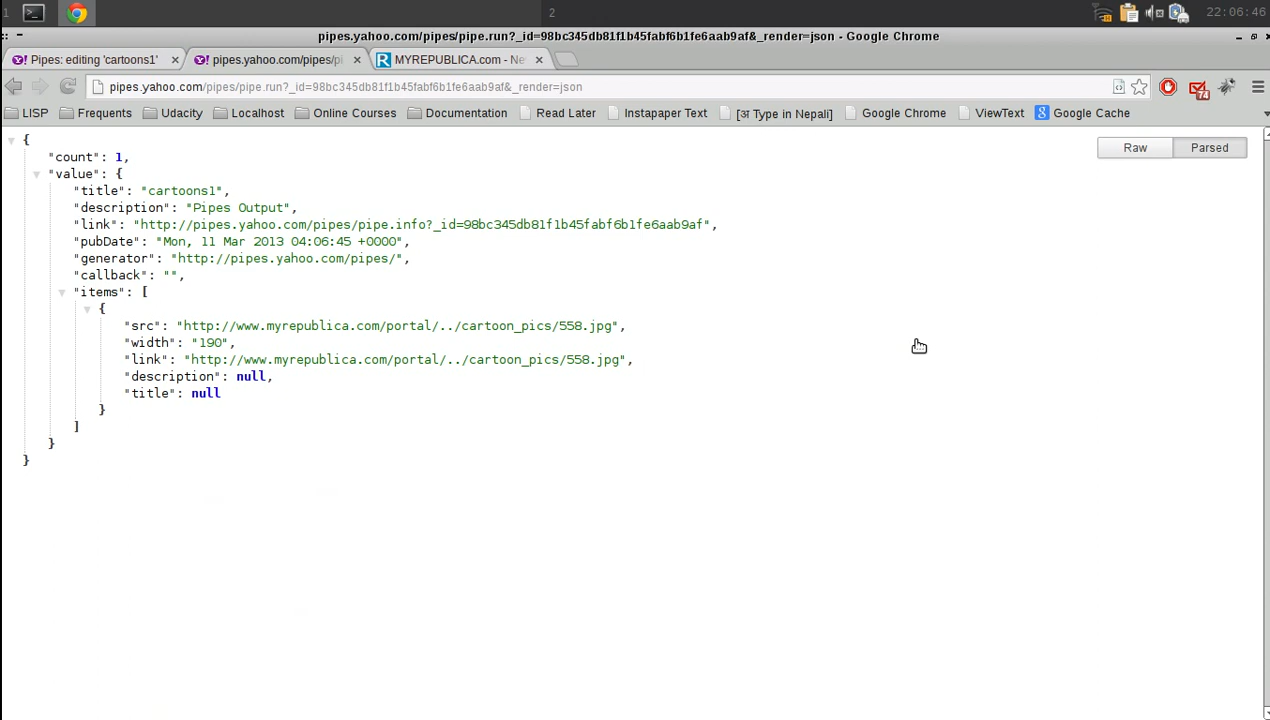 1
2
22:06:46
pipes.yahoo.com/pipes/pipe.run?_id=98bc345db81f1b45fabf6b1fe6aab9af&_render=json - Google Chrome
Pipes: editing 'cartoons1'
pipes.yahoo.com/pipes/pi
MYREPUBLICA.com - Ne
pipes.yahoo.com/pipes/pipe.run?_id=98bc345db81f1b45fabf6b1fe6aab9af&_render=json
74
LISP
Frequents
Udacity
Localhost
Online Courses
Documentation
Read Later
Instapaper Text
[अ Type in Nepali]
Google Chrome
ViewText
Google Cache
Raw
Parsed
{
"count": 1,
"value": {
"title": "cartoons1",
"description": "Pipes Output",
"link": "http://pipes.yahoo.com/pipes/pipe.info?_id=98bc345db81f1b45fabf6b1fe6aab9af",
"pubDate": "Mon, 11 Mar 2013 04:06:45 +0000",
"generator": "http://pipes.yahoo.com/pipes/",
"callback": "",
"items": [
{
"src": "http://www.myrepublica.com/portal/../cartoon_pics/558.jpg",
"width": "190",
"link": "http://www.myrepublica.com/portal/../cartoon_pics/558.jpg",
"description": null,
"title": null
}
]
}
}